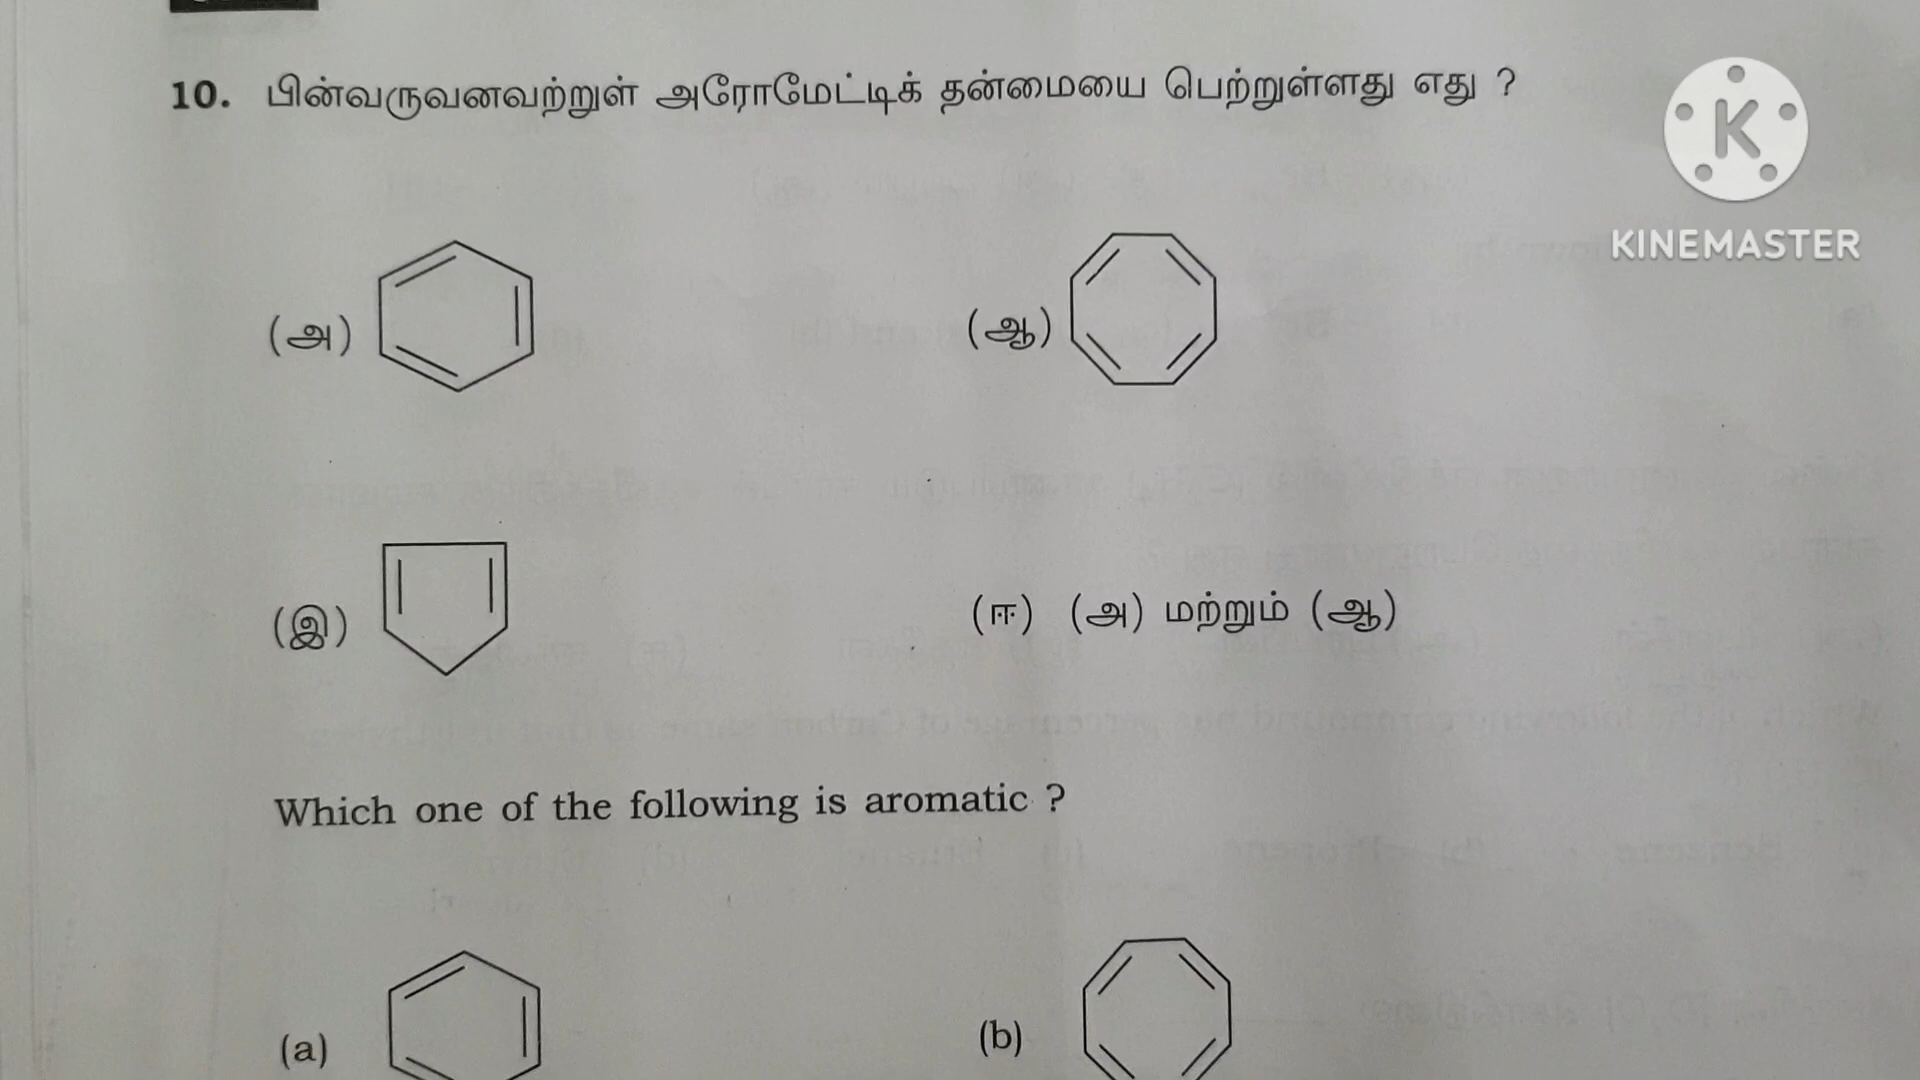 10. பின்வருவனவற்றுள் அரோமேட்டிக் தன்மையை பெற்றுள்ளது எது ?
K
KINEMASTER
(அ) (ஆ)
(இ) (ஈ) (அ) மற்றும் (ஆ)
Which one of the following is aromatic ?
(a) (b)